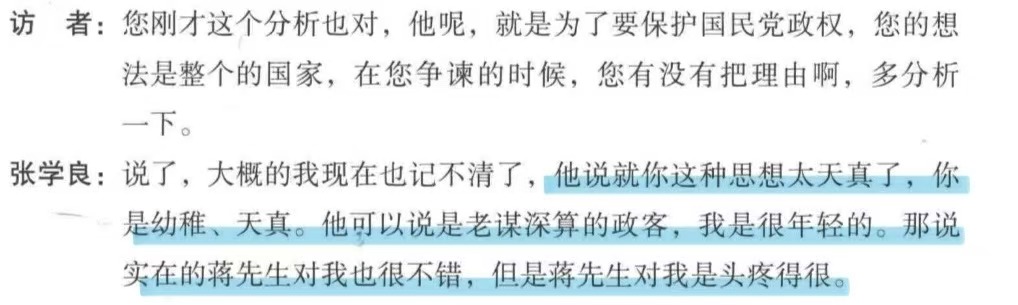 访　者：您刚才这个分析也对，他呢，就是为了要保护国民党政权，您的想
法是整个的国家，在您争谏的时候，您有没有把理由啊，多分析
一下。
张学良：说了，大概的我现在也记不清了，他说就你这种思想太天真了，你
是幼稚、天真。他可以说是老谋深算的政客，我是很年轻的。那说
实在的蒋先生对我也很不错，但是蒋先生对我是头疼得很。